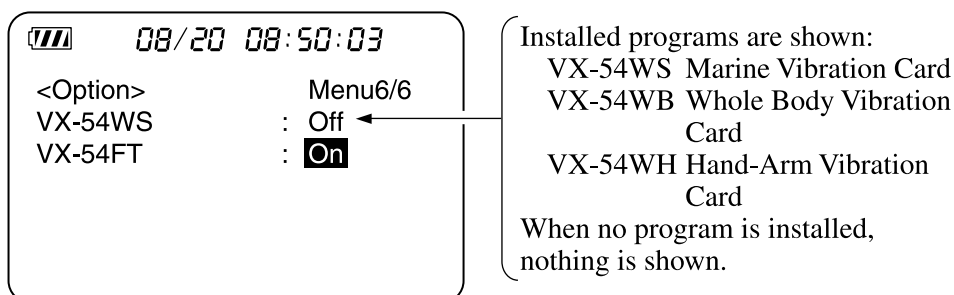 08/20 08:50:03
<Option> Menu6/6
VX-54WS : Off
VX-54FT : On
Installed programs are shown:
VX-54WS Marine Vibration Card
VX-54WB Whole Body Vibration
Card
VX-54WH Hand-Arm Vibration
Card
When no program is installed,
nothing is shown.